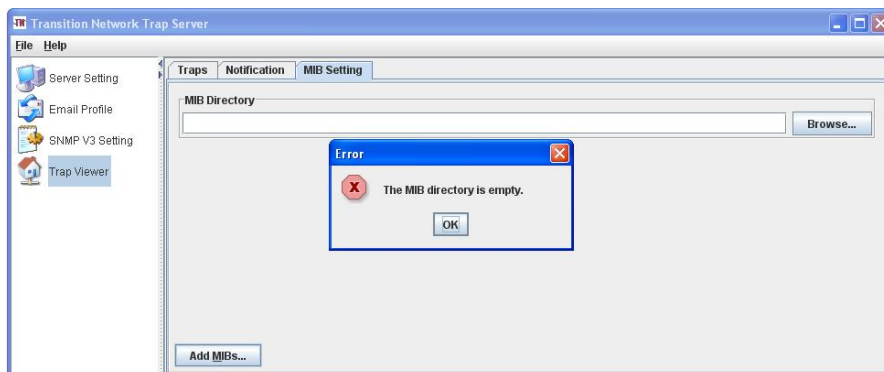 Transition Network Trap Server
File Help
Server Setting
Email Profile
SNMP V3 Setting
Trap Viewer
Traps Notification MIB Setting
MIB Directory
Browse...
Error
X
The MIB directory is empty.
OK
Add MIBs...